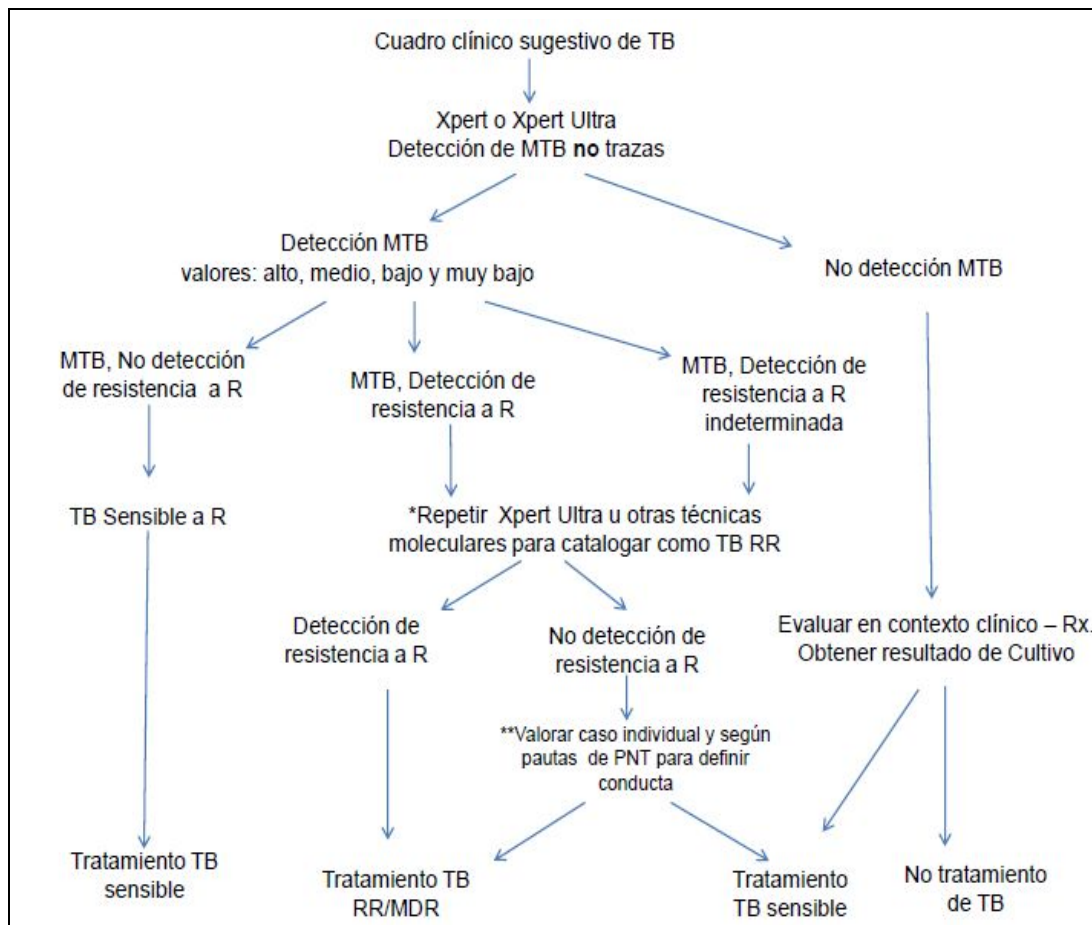 Cuadro clínico sugestivo de TB
Xpert o Xpert Ultra
Detección de MTB no trazas
Detección MTB
valores: alto, medio, bajo y muy bajo
No detección MTB
MTB, No detección
de resistencia a R
MTB, Detección de
resistencia a R
MTB, Detección de
resistencia a R
indeterminada
TB Sensible a R
*Repetir Xpert Ultra u otras técnicas
moleculares para catalogar como TB RR
Detección de
resistencia a R
No detección de
resistencia a R
Evaluar en contexto clínico – Rx.
Obtener resultado de Cultivo
**Valorar caso individual y según
pautas de PNT para definir
conducta
Tratamiento TB
sensible
Tratamiento TB
RR/MDR
Tratamiento
TB sensible
No tratamiento
de TB